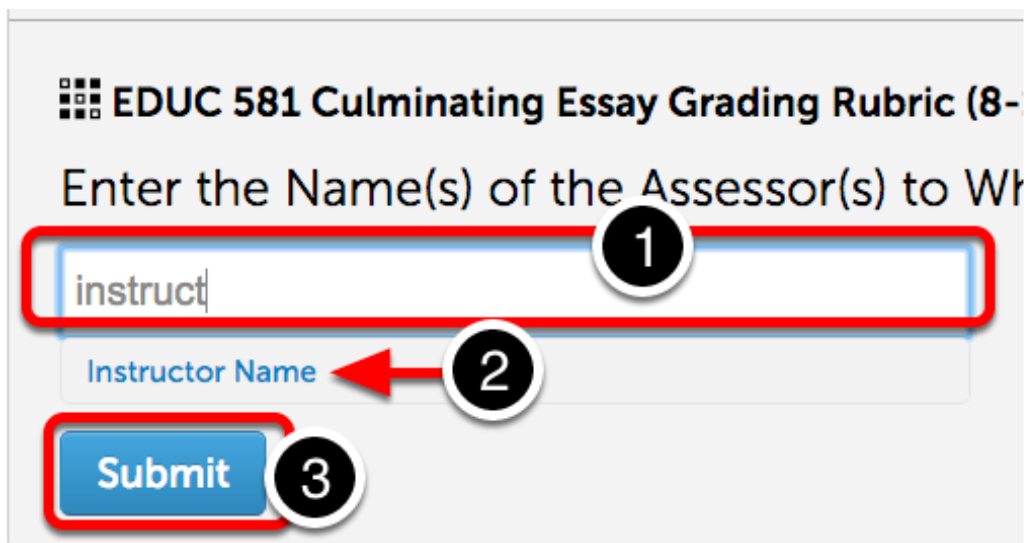 EDUC 581 Culminating Essay Grading Rubric (8-
Enter the Name(s) of the Assessor(s) to Wh
1
instruct
Instructor Name
2
Submit
3